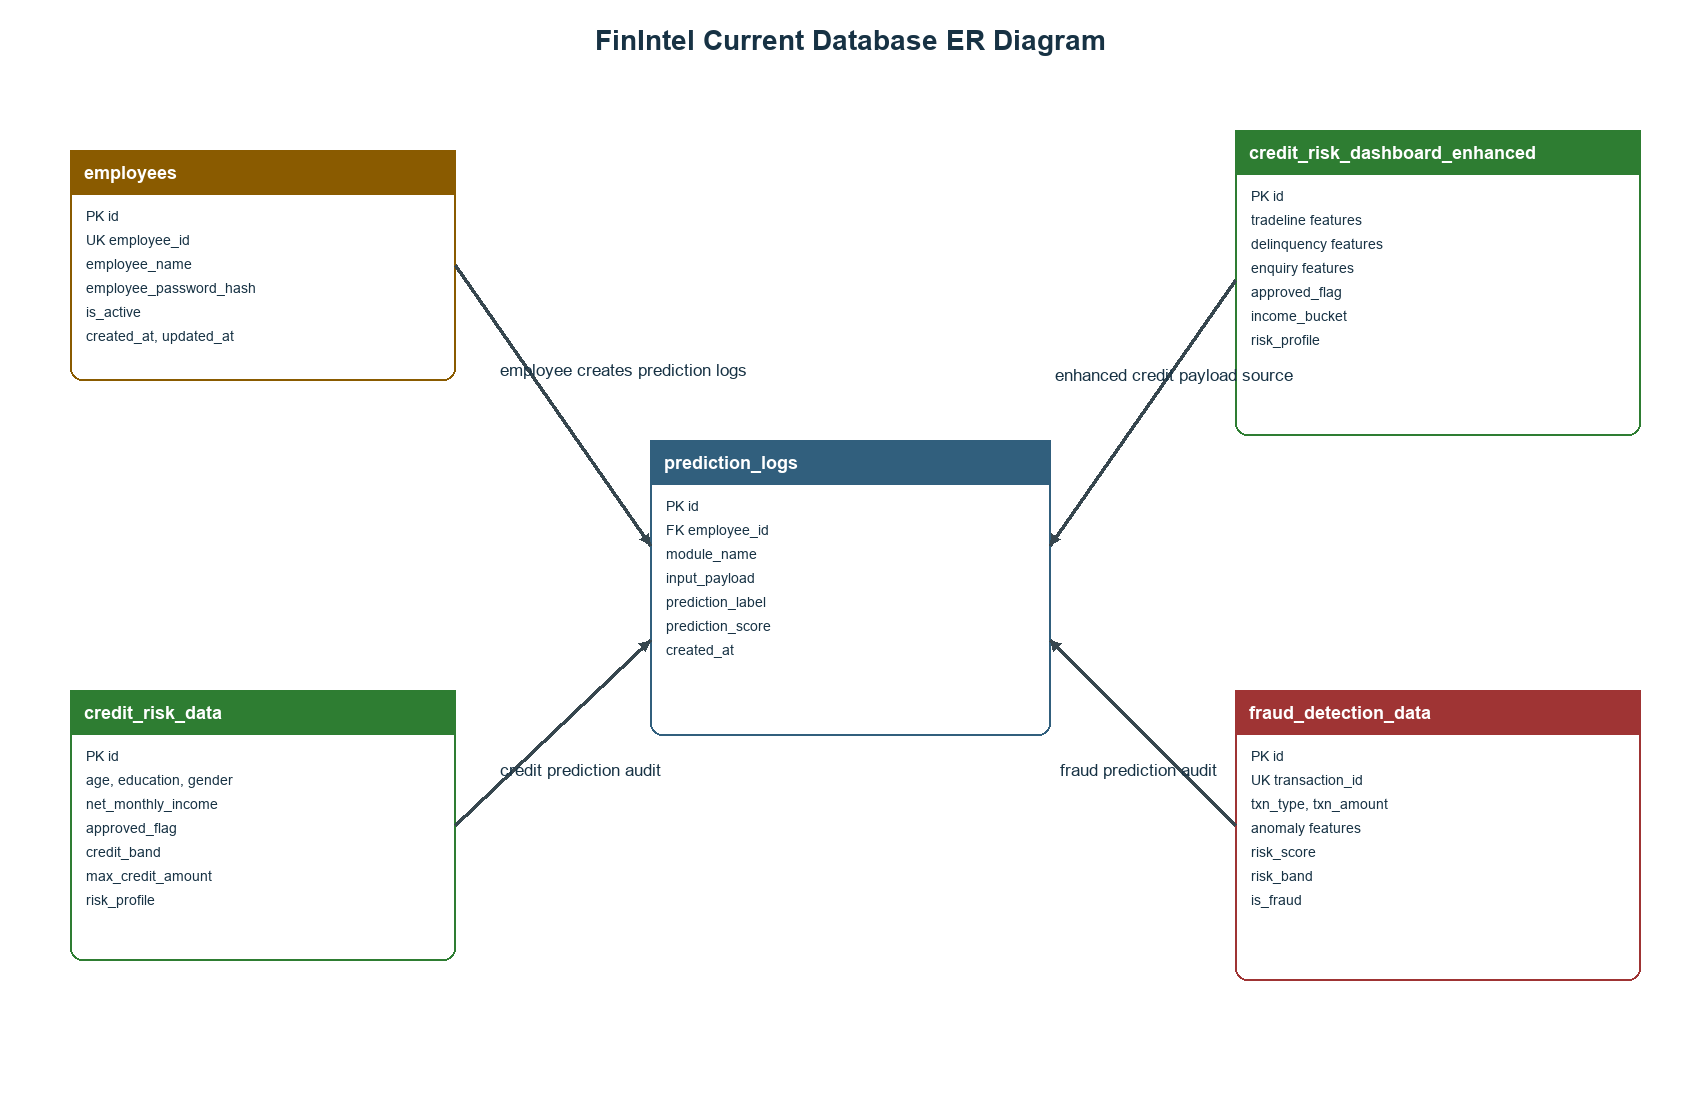 FinIntel Current Database ER Diagram
employees
PK id
UK employee_id
employee_name
employee_password_hash
is_active
created_at, updated_at
employee creates prediction logs
credit_risk_dashboard_enhanced
PK id
tradeline features
delinquency features
enquiry features
approved_flag
income_bucket
risk_profile
enhanced credit payload source
prediction_logs
PK id
FK employee_id
module_name
input_payload
prediction_label
prediction_score
created_at
credit_risk_data
PK id
age, education, gender
net_monthly_income
approved_flag
credit_band
max_credit_amount
risk_profile
credit prediction audit
fraud prediction audit
fraud_detection_data
PK id
UK transaction_id
txn_type, txn_amount
anomaly features
risk_score
risk_band
is_fraud